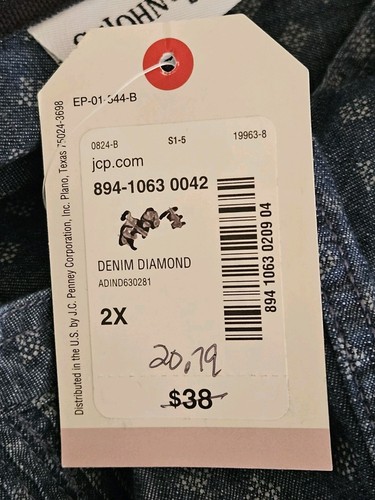 EP-01-344-B
0824-B S1-5 19963-8
jcp.com
894-1063 0042
DENIM DIAMOND
ADIND630281
2X
894 1063 0209 04
20.79
$38
Distributed in the U.S. by J.C. Penney Corporation, Inc. Plano, Texas 75024-3698